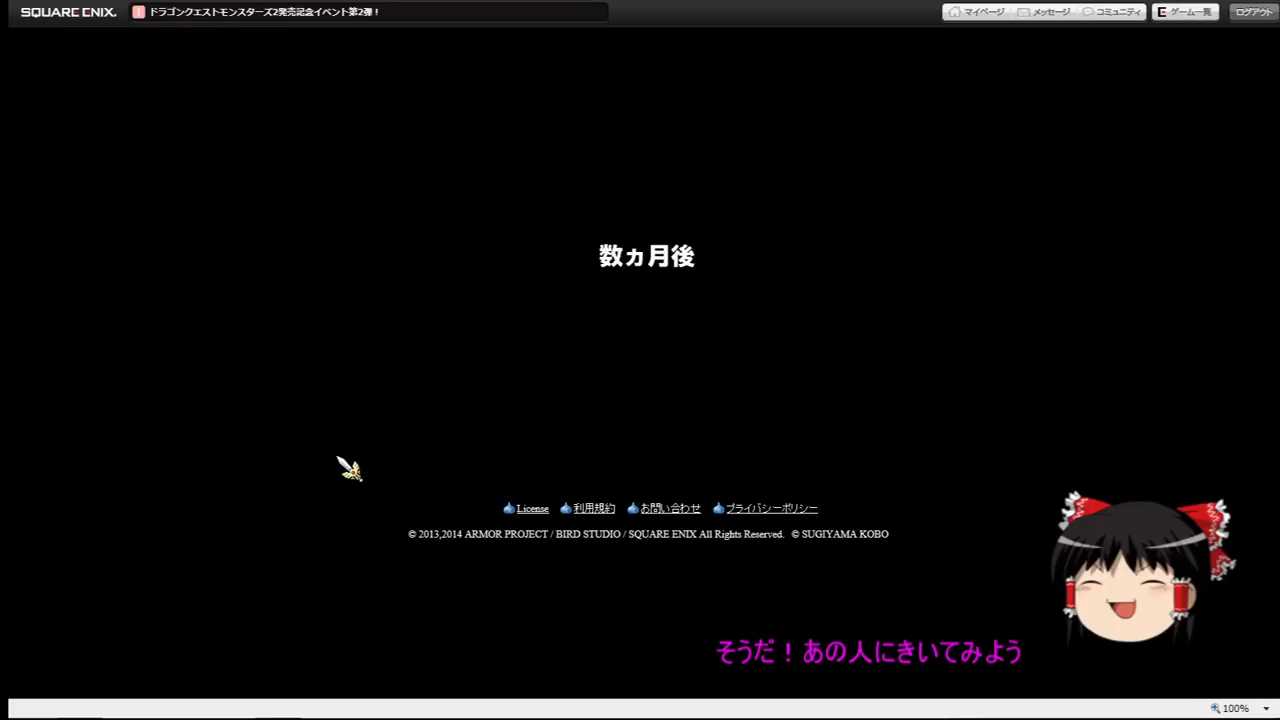 SQUARE ENIX.
ドラゴンクエストモンスターズ2発売記念イベント第2弾！
マイページ メッセージ コミュニティ ゲーム一覧 ログアウト
数ヵ月後
License 利用規約 お問い合わせ プライバシーポリシー
© 2013,2014 ARMOR PROJECT / BIRD STUDIO / SQUARE ENIX All Rights Reserved. © SUGIYAMA KOBO
そうだ！あの人にきいてみよう
100%